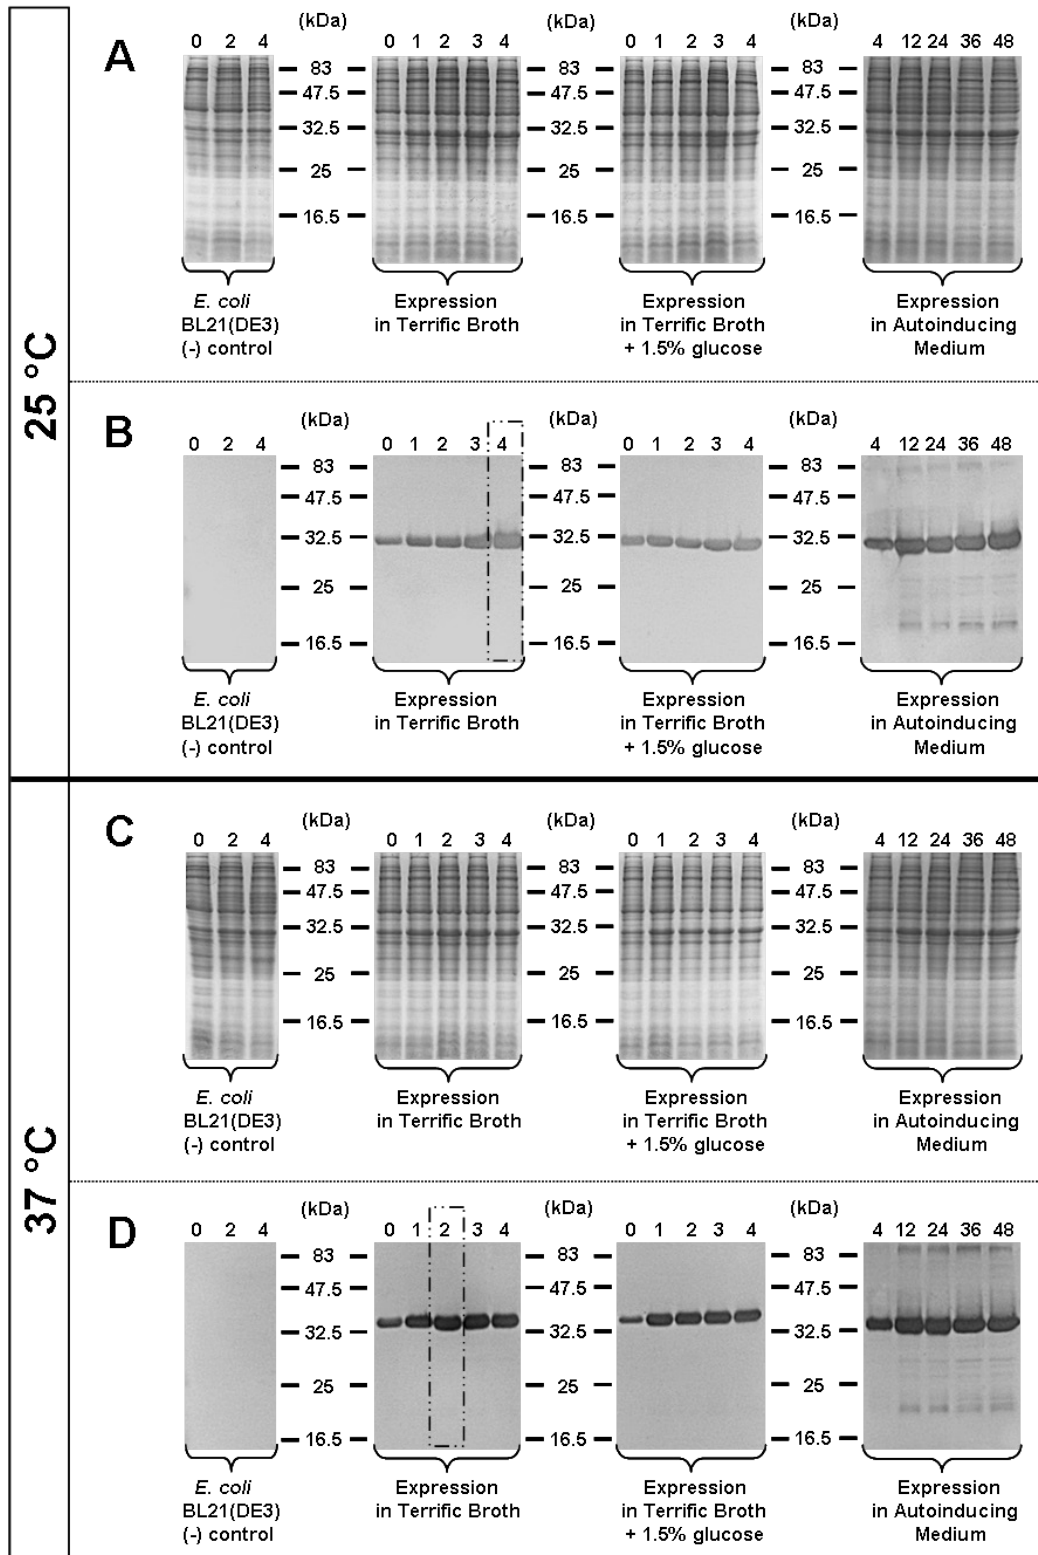 25 °C
A
(kDa) (kDa) (kDa)
0 2 4 0 1 2 3 4 0 1 2 3 4 4 12 24 36 48
83 83 83
47.5 47.5 47.5
32.5 32.5 32.5
25 25 25
16.5 16.5 16.5
E. coli Expression Expression Expression
BL21(DE3) in Terrific Broth in Terrific Broth in Autoinducing
(-) control + 1.5% glucose Medium
B
(kDa) (kDa) (kDa)
0 2 4 0 1 2 3 4 0 1 2 3 4 4 12 24 36 48
83 83 83
47.5 47.5 47.5
32.5 32.5 32.5
25 25 25
16.5 16.5 16.5
E. coli Expression Expression Expression
BL21(DE3) in Terrific Broth in Terrific Broth in Autoinducing
(-) control + 1.5% glucose Medium
37 °C
C
(kDa) (kDa) (kDa)
0 2 4 0 1 2 3 4 0 1 2 3 4 4 12 24 36 48
83 83 83
47.5 47.5 47.5
32.5 32.5 32.5
25 25 25
16.5 16.5 16.5
E. coli Expression Expression Expression
BL21(DE3) in Terrific Broth in Terrific Broth in Autoinducing
(-) control + 1.5% glucose Medium
D
(kDa) (kDa) (kDa)
0 2 4 0 1 2 3 4 0 1 2 3 4 4 12 24 36 48
83 83 83
47.5 47.5 47.5
32.5 32.5 32.5
25 25 25
16.5 16.5 16.5
E. coli Expression Expression Expression
BL21(DE3) in Terrific Broth in Terrific Broth in Autoinducing
(-) control + 1.5% glucose Medium